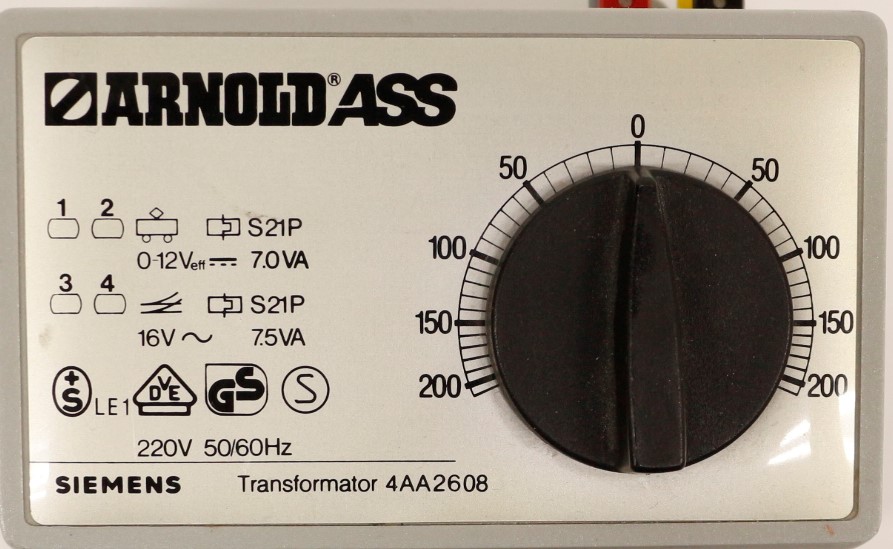 ARNOLD® ASS
1 2 S21P
0-12Veff 7.0VA
3 4 S21P
16V ~ 7.5VA
+S LE1 DVE GS S
220V 50/60Hz
SIEMENS Transformator 4AA2608
0
50 50
100 100
150 150
200 200